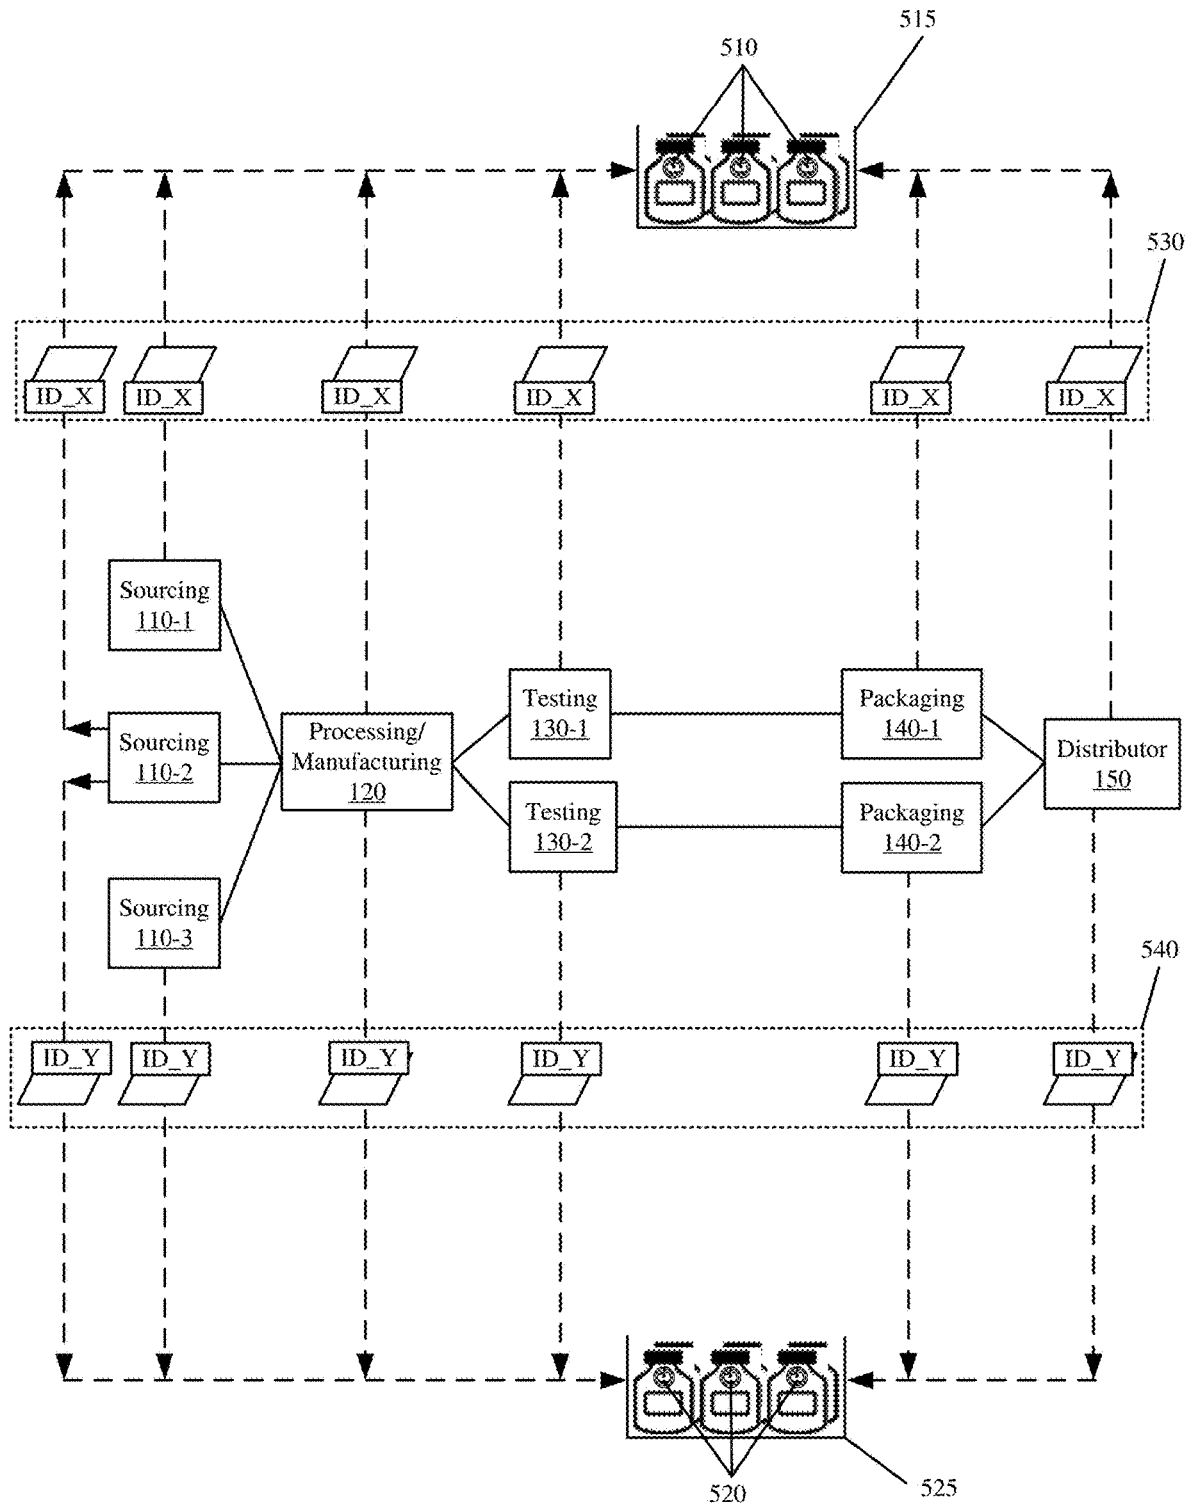 515
510
530
ID_X
ID_X
ID_X
ID_X
ID_X
ID_X
Sourcing
110-1
Sourcing
110-2
Sourcing
110-3
Processing/
Manufacturing
120
Testing
130-1
Testing
130-2
Packaging
140-1
Packaging
140-2
Distributor
150
540
ID_Y
ID_Y
ID_Y
ID_Y
ID_Y
ID_Y
525
520